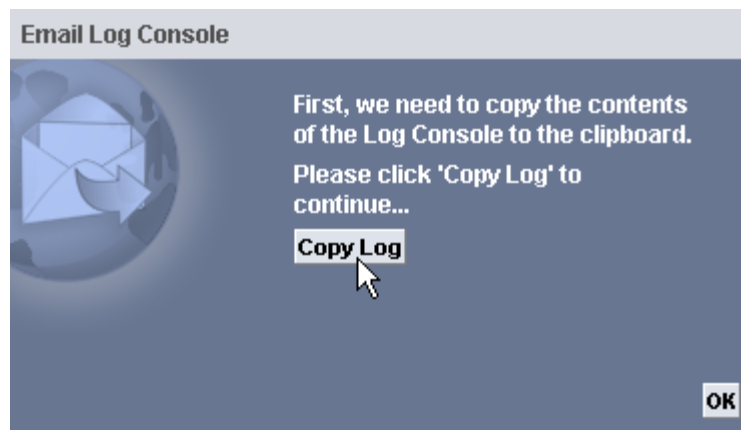 Email Log Console
First, we need to copy the contents
of the Log Console to the clipboard.
Please click 'Copy Log' to
continue...
Copy Log
OK